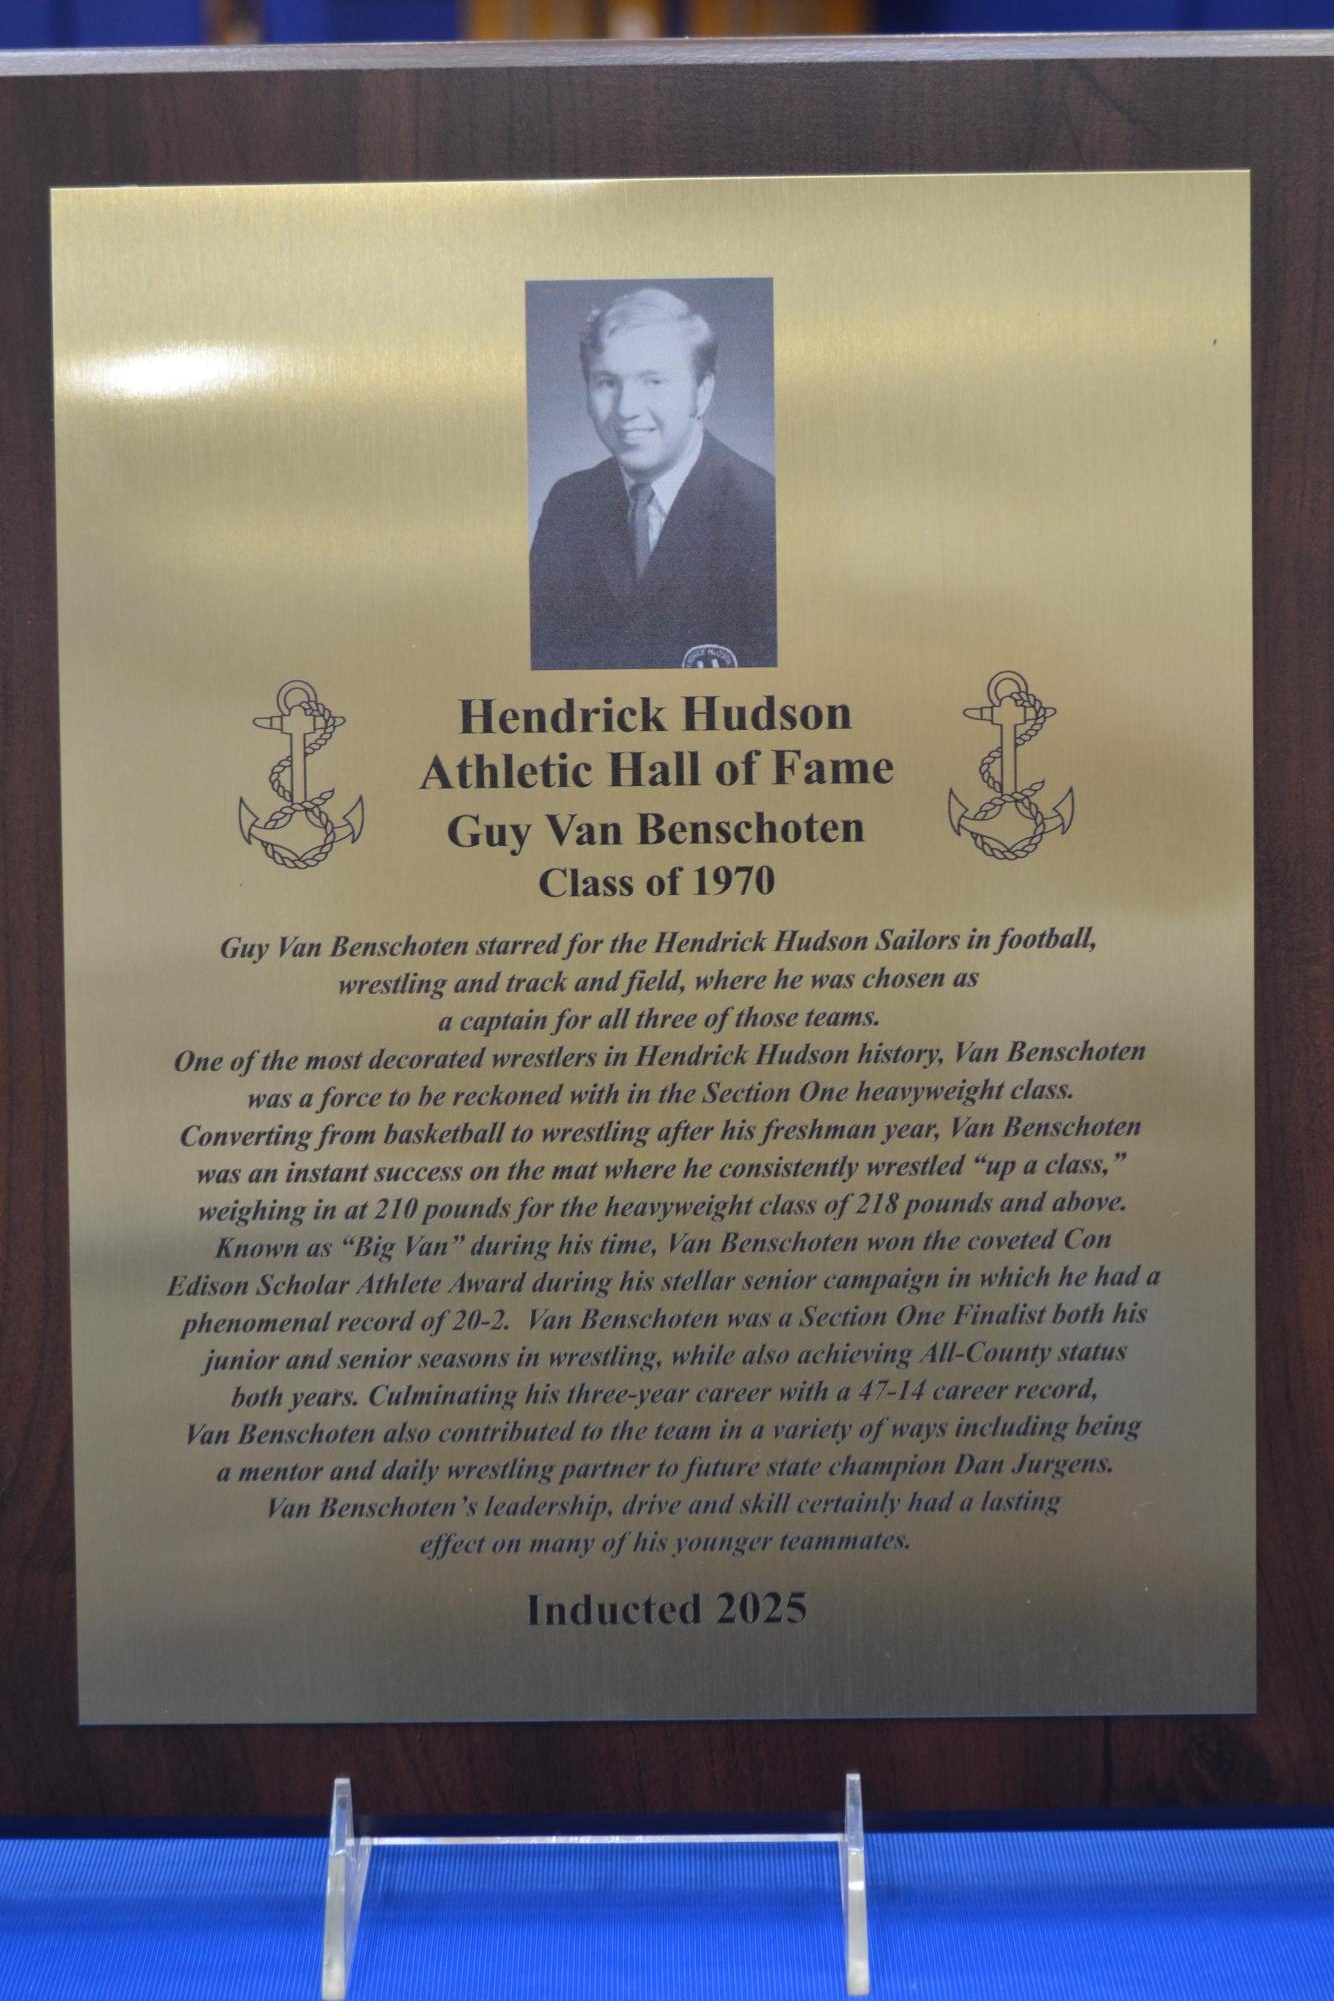 Hendrick Hudson
Athletic Hall of Fame
Guy Van Benschoten
Class of 1970
Guy Van Benschoten starred for the Hendrick Hudson Sailors in football,
wrestling and track and field, where he was chosen as
a captain for all three of those teams.
One of the most decorated wrestlers in Hendrick Hudson history, Van Benschoten
was a force to be reckoned with in the Section One heavyweight class.
Converting from basketball to wrestling after his freshman year, Van Benschoten
was an instant success on the mat where he consistently wrestled “up a class,”
weighing in at 210 pounds for the heavyweight class of 218 pounds and above.
Known as “Big Van” during his time, Van Benschoten won the coveted Con
Edison Scholar Athlete Award during his stellar senior campaign in which he had a
phenomenal record of 20-2.  Van Benschoten was a Section One Finalist both his
junior and senior seasons in wrestling, while also achieving All-County status
both years. Culminating his three-year career with a 47-14 career record,
Van Benschoten also contributed to the team in a variety of ways including being
a mentor and daily wrestling partner to future state champion Dan Jurgens.
Van Benschoten’s leadership, drive and skill certainly had a lasting
effect on many of his younger teammates.
Inducted 2025